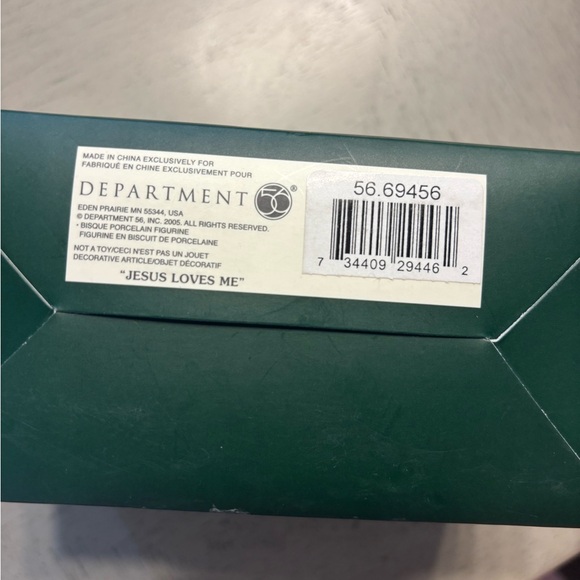 MADE IN CHINA EXCLUSIVELY FOR
FABRIQUÉ EN CHINE EXCLUSIVEMENT POUR
DEPARTMENT 56®
EDEN PRAIRIE MN 55344, USA
© DEPARTMENT 56, INC. 2005. ALL RIGHTS RESERVED.
• BISQUE PORCELAIN FIGURINE
FIGURINE EN BISCUIT DE PORCELAINE
NOT A TOY/CECI N'EST PAS UN JOUET
DECORATIVE ARTICLE/OBJET DÉCORATIF
"JESUS LOVES ME"
56.69456
7 34409 29446 2